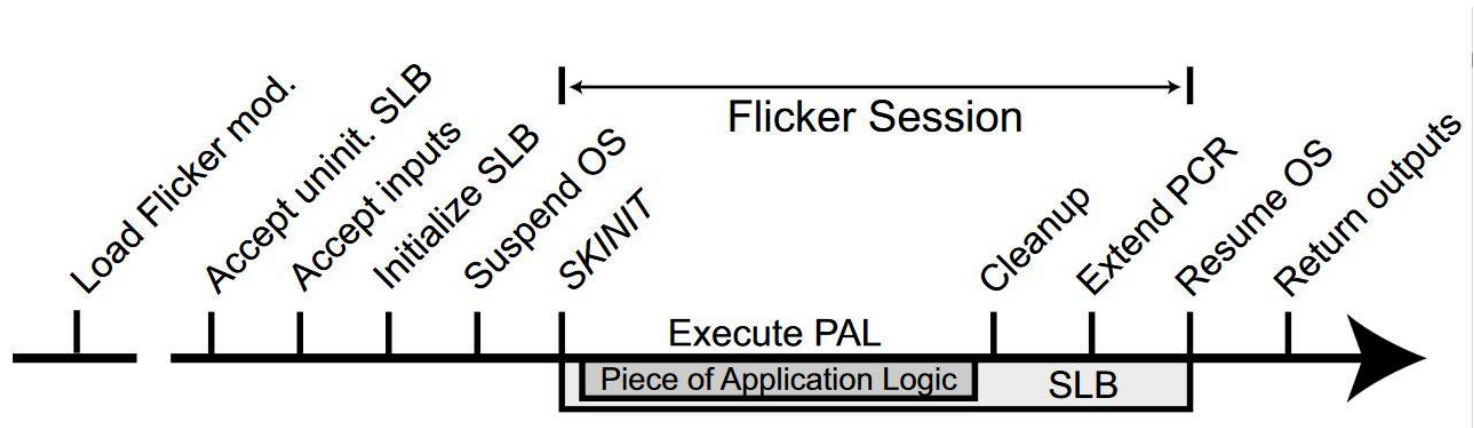 Load Flicker mod.
Accept uninit. SLB
Accept inputs
Initialize SLB
Suspend OS
SKINIT
Flicker Session
Cleanup
Extend PCR
Resume OS
Return outputs
Execute PAL
Piece of Application Logic
SLB